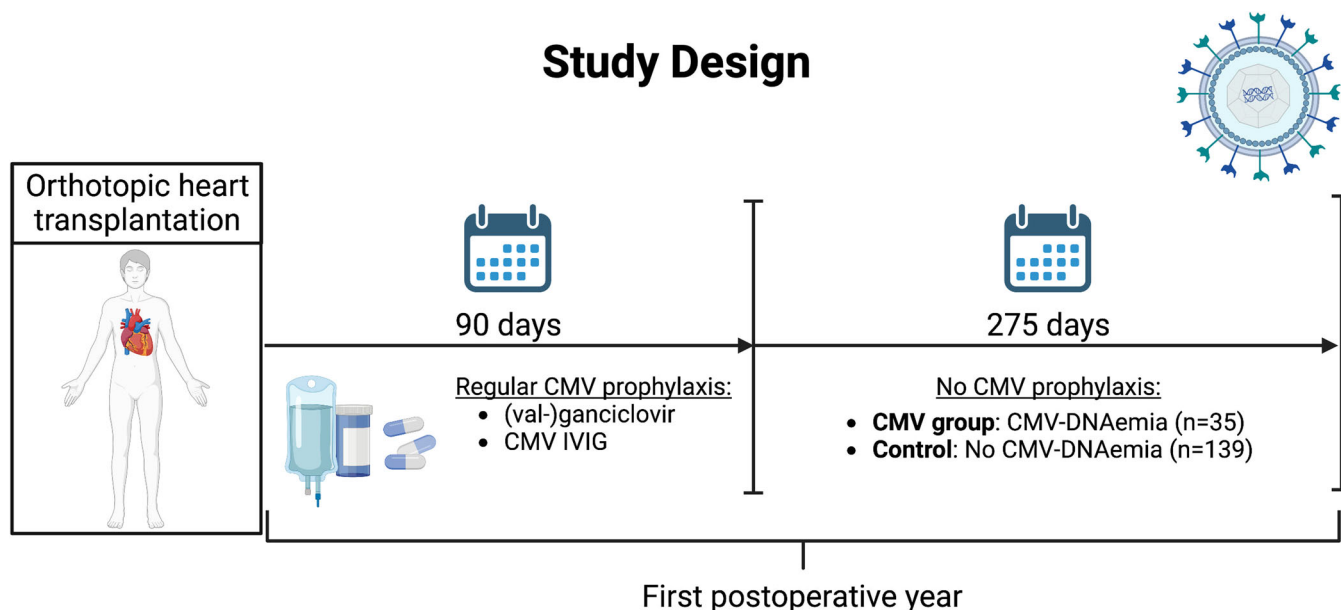 Study Design
Orthotopic heart
transplantation
90 days
275 days
Regular CMV prophylaxis:
• (val-)ganciclovir
• CMV IVIG
No CMV prophylaxis:
• CMV group: CMV-DNAemia (n=35)
• Control: No CMV-DNAemia (n=139)
First postoperative year